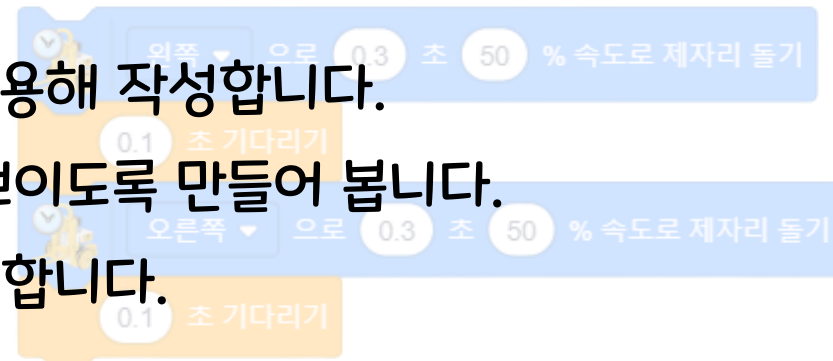 왼쪽 으로 0.3 초 50 % 속도로 제자리 돌기
용해 작성합니다.
0.1 초 기다리기
이도록 만들어 봅니다.
오른쪽 으로 0.3 초 50 % 속도로 제자리 돌기
합니다.
0.1 초 기다리기